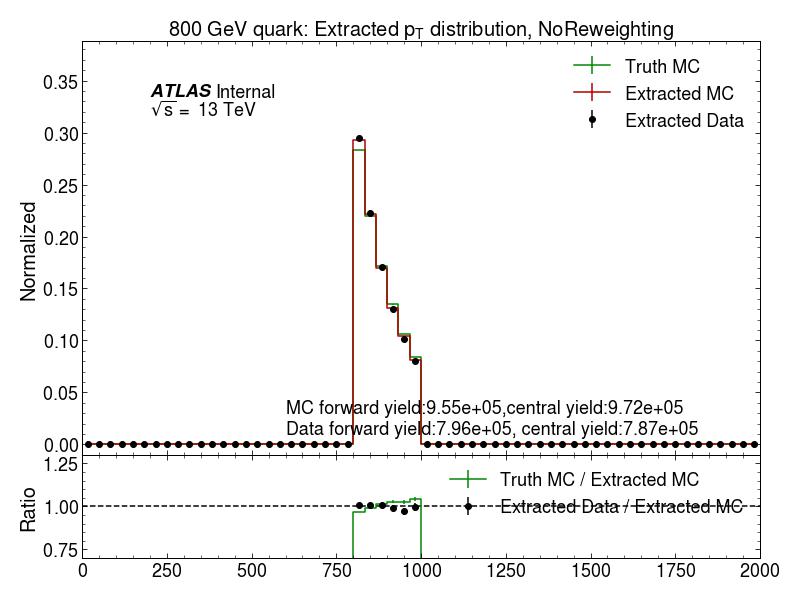 800 GeV quark: Extracted pT distribution, NoReweighting
ATLAS Internal
√s = 13 TeV
Truth MC
Extracted MC
Extracted Data
Normalized
0.35
0.30
0.25
0.20
0.15
0.10
0.05
0.00
MC forward yield:9.55e+05,central yield:9.72e+05
Data forward yield:7.96e+05, central yield:7.87e+05
Ratio
1.25
1.00
0.75
Truth MC / Extracted MC
Extracted Data / Extracted MC
0 250 500 750 1000 1250 1500 1750 2000